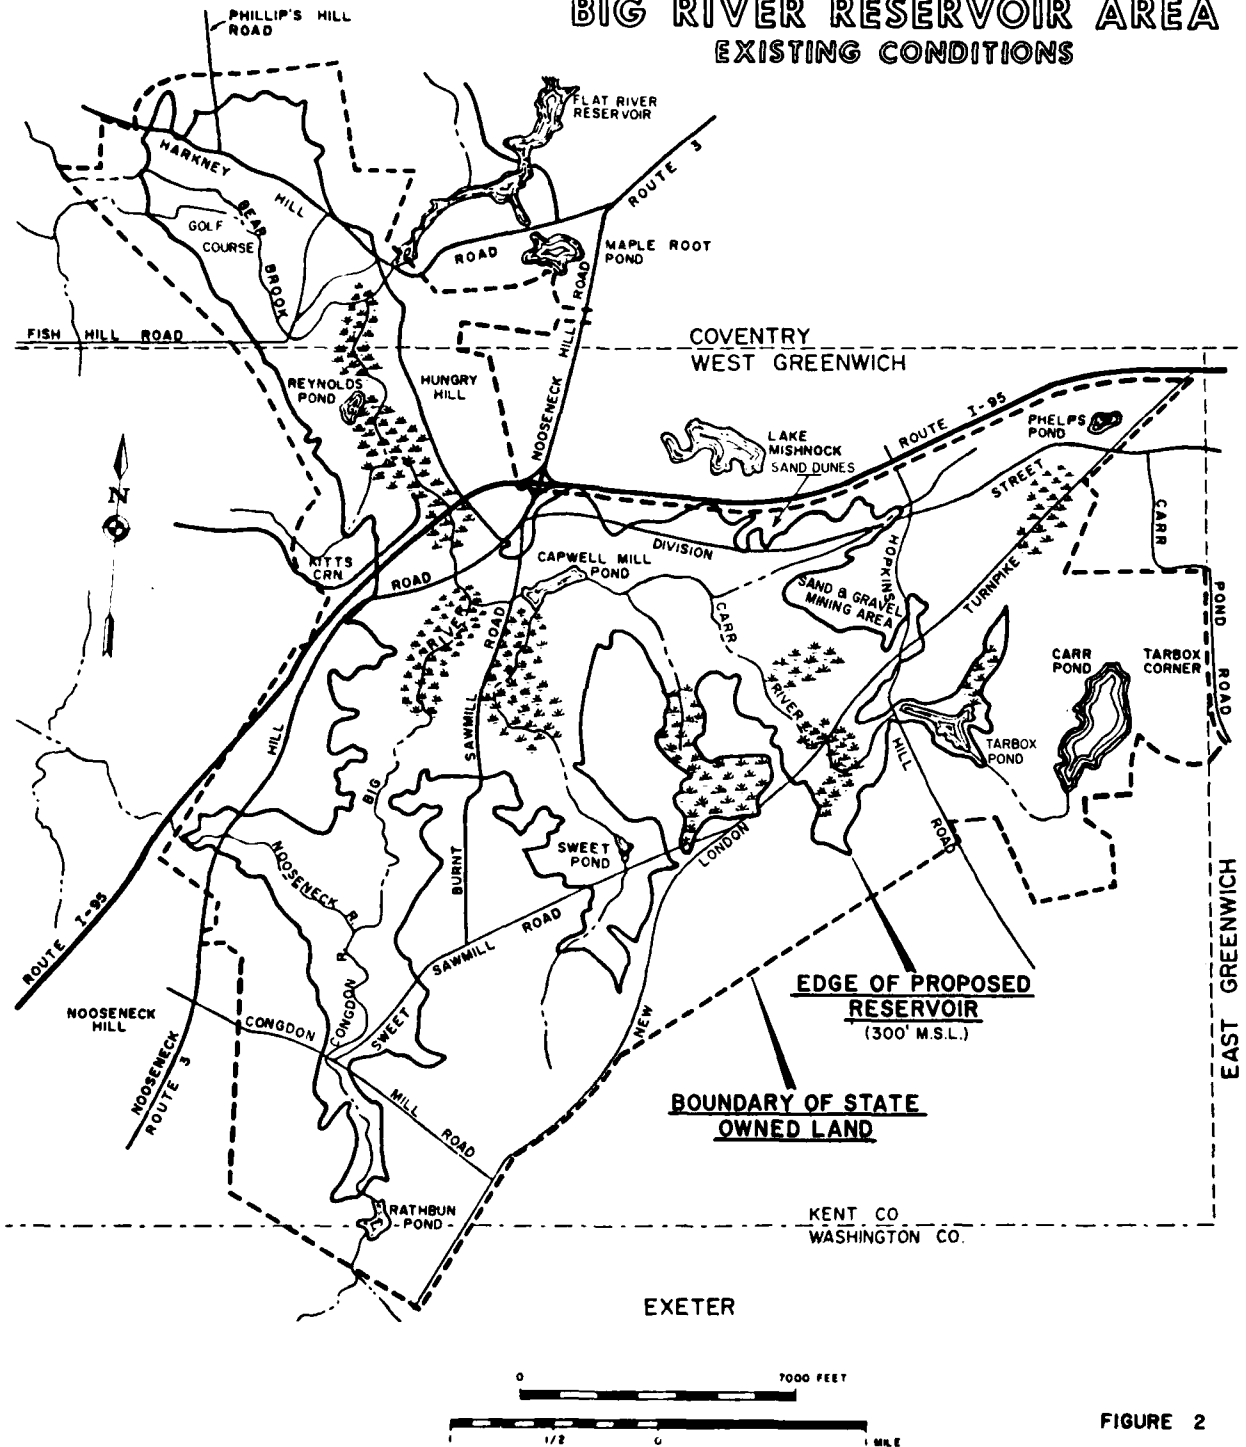 BIG RIVER RESERVOIR AREA
EXISTING CONDITIONS
PHILLIP'S HILL
ROAD
FLAT RIVER
RESERVOIR
ROUTE 3
HARKNEY
HILL
ROAD
BEAR
BROOK
GOLF
COURSE
MAPLE ROOT
POND
FISH HILL ROAD
COVENTRY
WEST GREENWICH
REYNOLDS
POND
HUNGRY
HILL
NOOSENECK HILL ROAD
LAKE
MISHNOCK
SAND DUNES
ROUTE I-95
PHELPS
POND
STREET
DIVISION
N
KITTS
CRN.
ROAD
CAPWELL MILL
POND
HOPKINS
HILL
ROAD
SAND & GRAVEL
MINING AREA
TURNPIKE
CARR
POND
ROAD
CARR
RIVER
CARR
POND
TARBOX
CORNER
TARBOX
POND
RIVER
BIG
HILL
ROAD
SAWMILL
BURNT
SWEET
POND
LONDON
NEW
NOOSENECK R.
CONGDON R.
SWEET
SAWMILL
ROAD
ROUTE I-95
NOOSENECK
HILL
NOOSENECK
ROUTE 3
CONGDON
MILL
ROAD
EDGE OF PROPOSED
RESERVOIR
(300' M.S.L.)
BOUNDARY OF STATE
OWNED LAND
EAST GREENWICH
RATHBUN
POND
KENT CO
WASHINGTON CO.
EXETER
0 7000 FEET
1 1/2 0 1 MILE
FIGURE 2